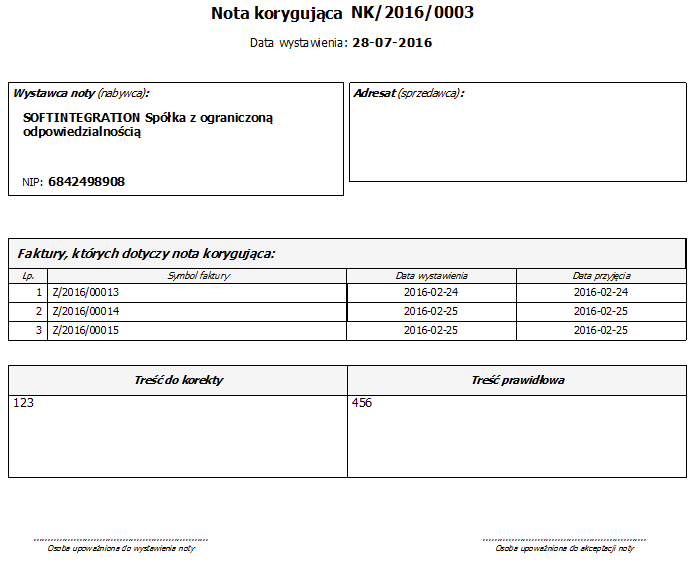 Nota korygująca NK/2016/0003
Data wystawienia: 28-07-2016
Wystawca noty (nabywca):
SOFTINTEGRATION Spółka z ograniczoną
odpowiedzialnością
NIP: 6842498908
Adresat (sprzedawca):
Faktury, których dotyczy nota korygująca:
Lp. Symbol faktury Data wystawienia Data przyjęcia
1 Z/2016/00013 2016-02-24 2016-02-24
2 Z/2016/00014 2016-02-25 2016-02-25
3 Z/2016/00015 2016-02-25 2016-02-25
Treść do korekty Treść prawidłowa
123 456
Osoba upoważniona do wystawienia noty Osoba upoważniona do akceptacji noty